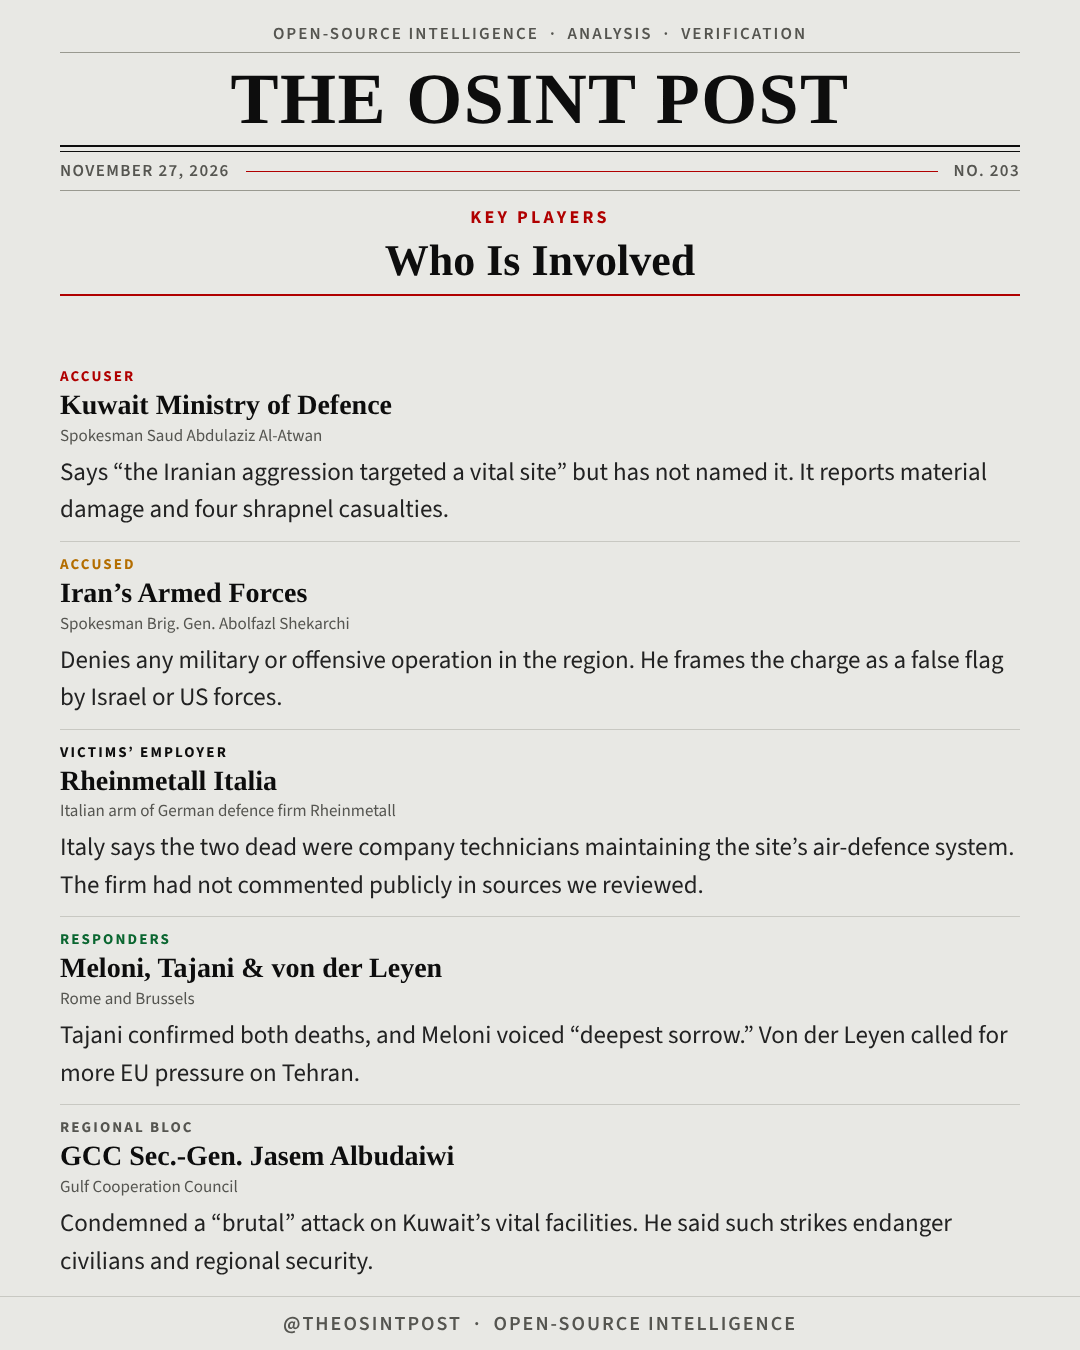 OPEN-SOURCE INTELLIGENCE · ANALYSIS · VERIFICATION
THE OSINT POST
NOVEMBER 27, 2026
NO. 203
KEY PLAYERS
Who Is Involved
ACCUSER
Kuwait Ministry of Defence
Spokesman Saud Abdulaziz Al-Atwan
Says “the Iranian aggression targeted a vital site” but has not named it. It reports material
damage and four shrapnel casualties.
ACCUSED
Iran’s Armed Forces
Spokesman Brig. Gen. Abolfazl Shekarchi
Denies any military or offensive operation in the region. He frames the charge as a false flag
by Israel or US forces.
VICTIMS’ EMPLOYER
Rheinmetall Italia
Italian arm of German defence firm Rheinmetall
Italy says the two dead were company technicians maintaining the site’s air-defence system.
The firm had not commented publicly in sources we reviewed.
RESPONDERS
Meloni, Tajani & von der Leyen
Rome and Brussels
Tajani confirmed both deaths, and Meloni voiced “deepest sorrow.” Von der Leyen called for
more EU pressure on Tehran.
REGIONAL BLOC
GCC Sec.-Gen. Jasem Albudaiwi
Gulf Cooperation Council
Condemned a “brutal” attack on Kuwait’s vital facilities. He said such strikes endanger
civilians and regional security.
@THEOSINTPOST · OPEN-SOURCE INTELLIGENCE